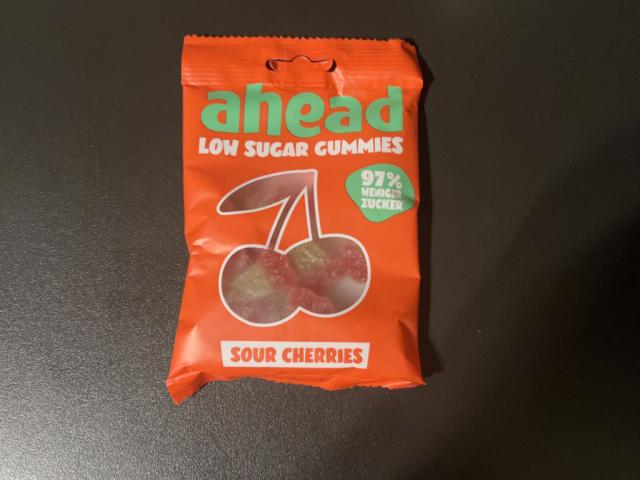 ahead
LOW SUGAR GUMMIES
97%
WENIGER
ZUCKER
SOUR CHERRIES